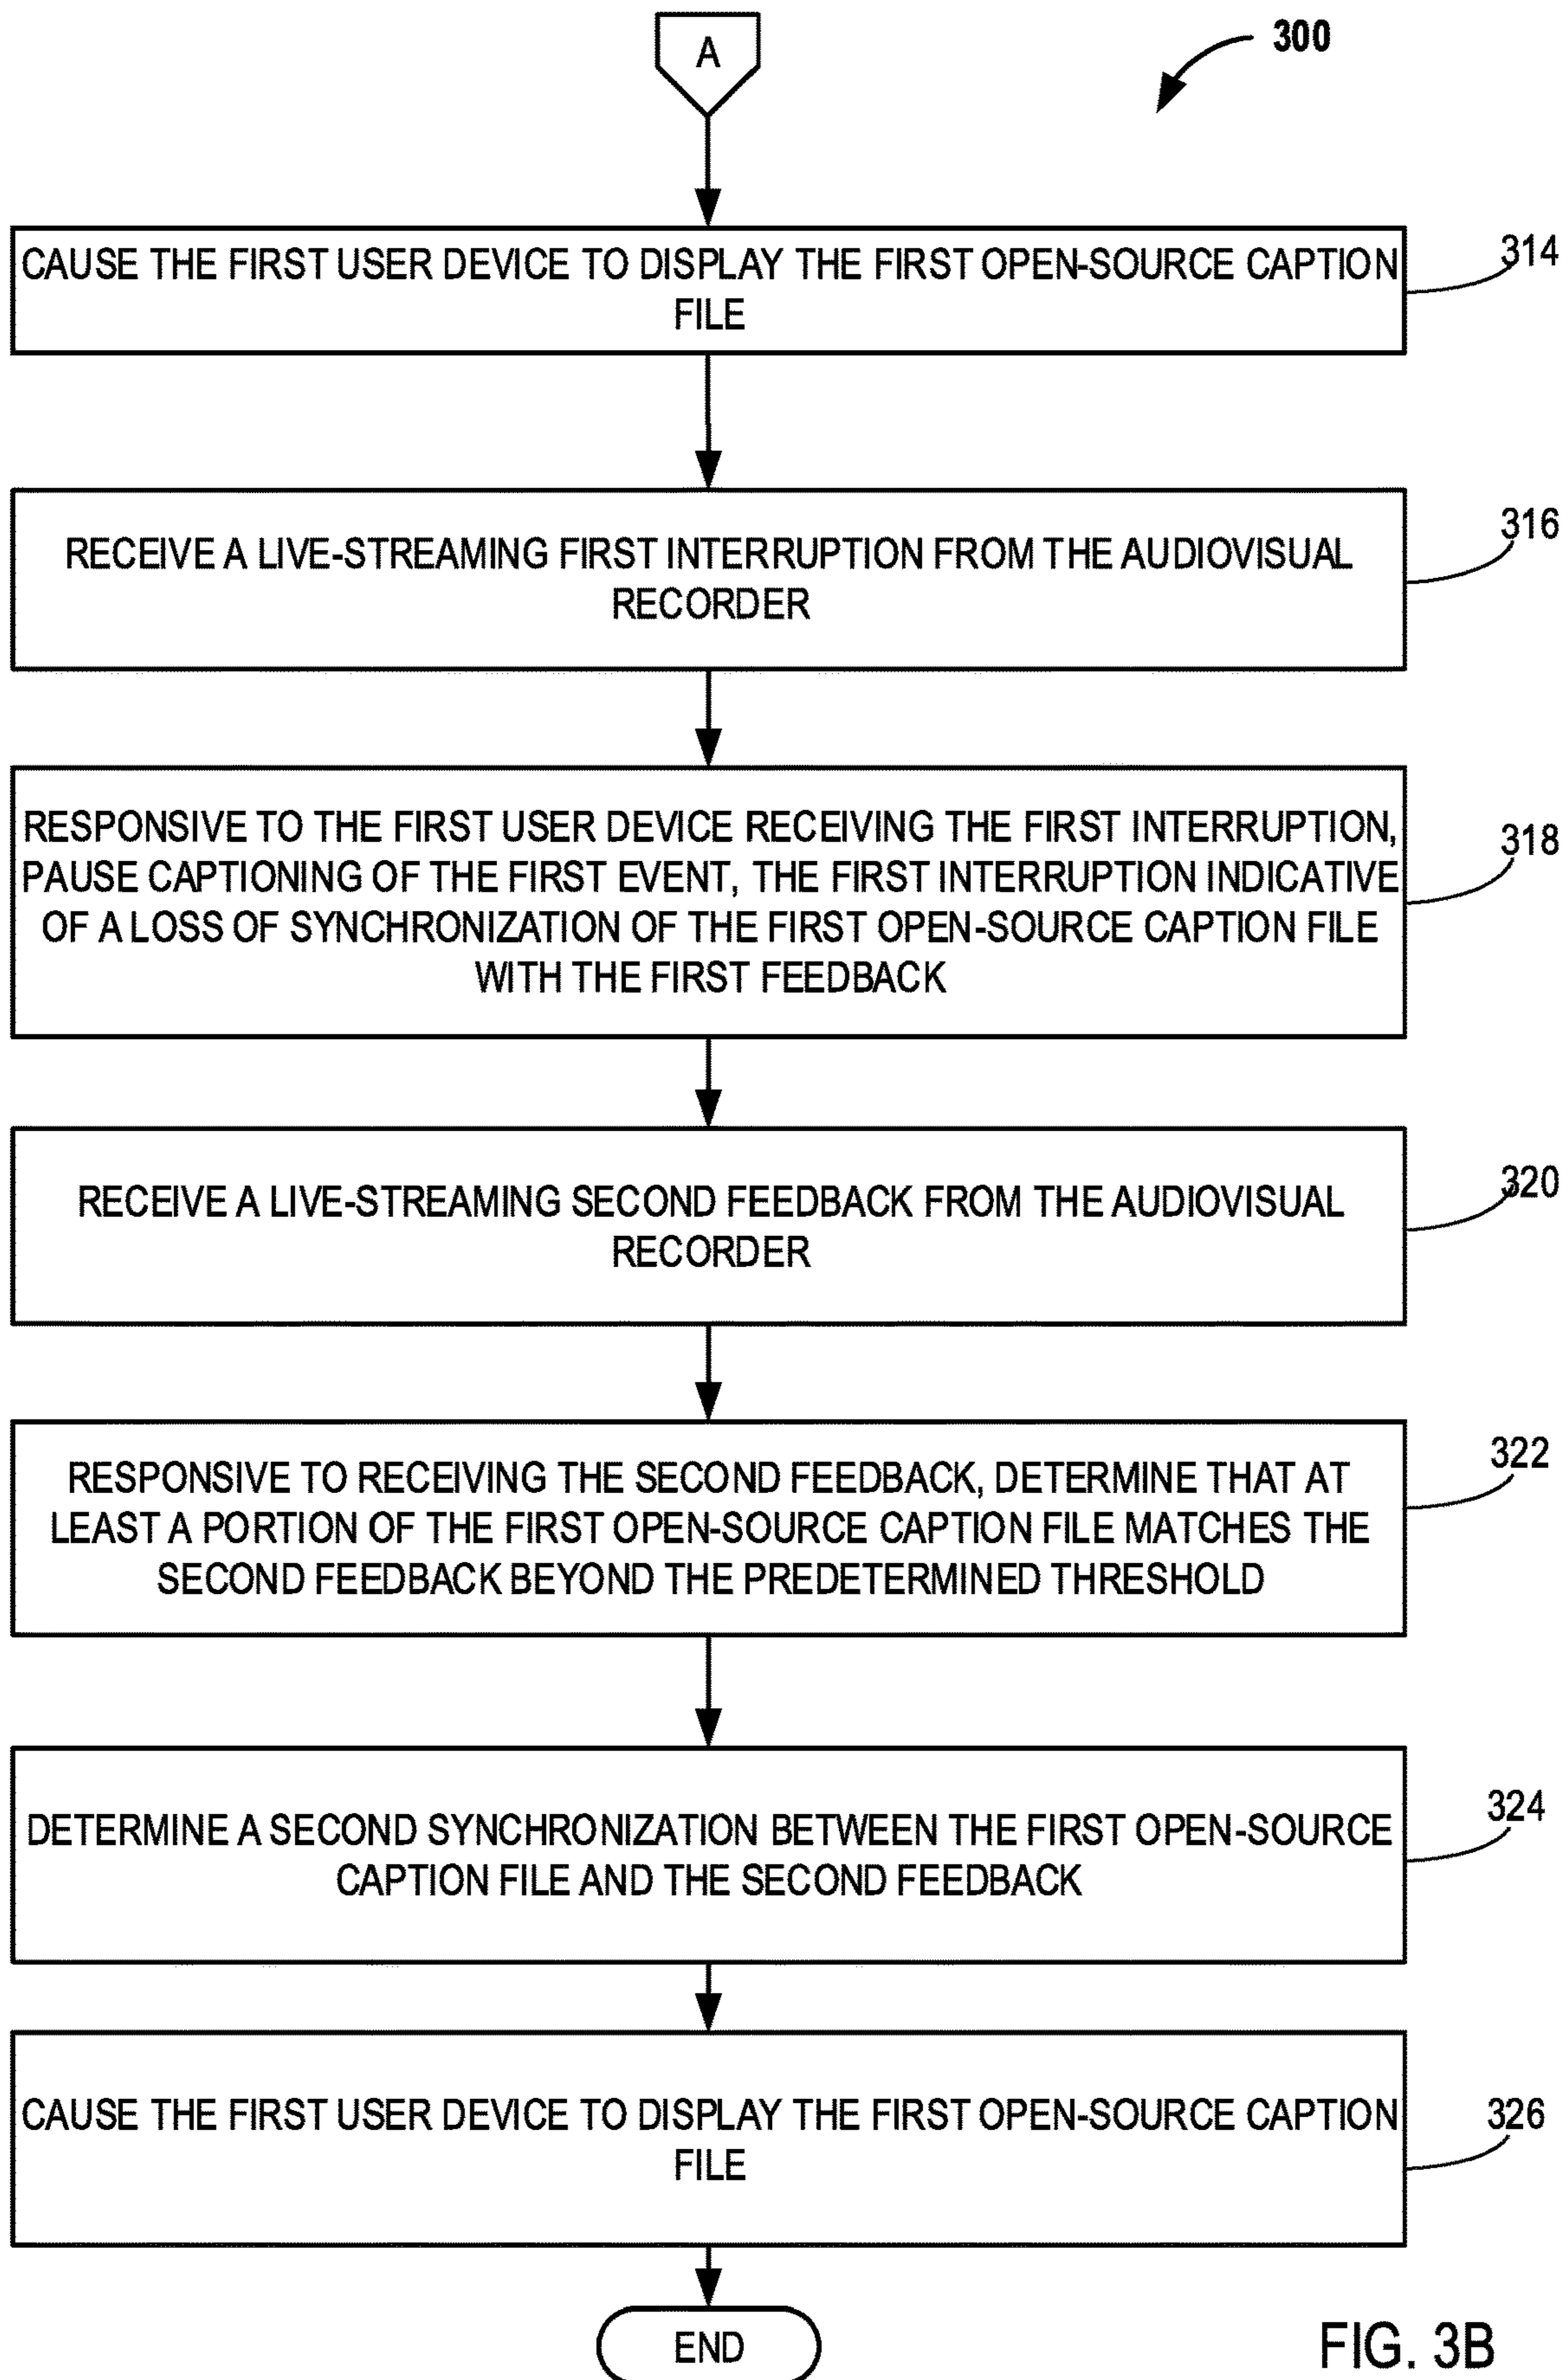 A
300
CAUSE THE FIRST USER DEVICE TO DISPLAY THE FIRST OPEN-SOURCE CAPTION
FILE
314
RECEIVE A LIVE-STREAMING FIRST INTERRUPTION FROM THE AUDIOVISUAL
RECORDER
316
RESPONSIVE TO THE FIRST USER DEVICE RECEIVING THE FIRST INTERRUPTION,
PAUSE CAPTIONING OF THE FIRST EVENT, THE FIRST INTERRUPTION INDICATIVE
OF A LOSS OF SYNCHRONIZATION OF THE FIRST OPEN-SOURCE CAPTION FILE
WITH THE FIRST FEEDBACK
318
RECEIVE A LIVE-STREAMING SECOND FEEDBACK FROM THE AUDIOVISUAL
RECORDER
320
RESPONSIVE TO RECEIVING THE SECOND FEEDBACK, DETERMINE THAT AT
LEAST A PORTION OF THE FIRST OPEN-SOURCE CAPTION FILE MATCHES THE
SECOND FEEDBACK BEYOND THE PREDETERMINED THRESHOLD
322
DETERMINE A SECOND SYNCHRONIZATION BETWEEN THE FIRST OPEN-SOURCE
CAPTION FILE AND THE SECOND FEEDBACK
324
CAUSE THE FIRST USER DEVICE TO DISPLAY THE FIRST OPEN-SOURCE CAPTION
FILE
326
END
FIG. 3B